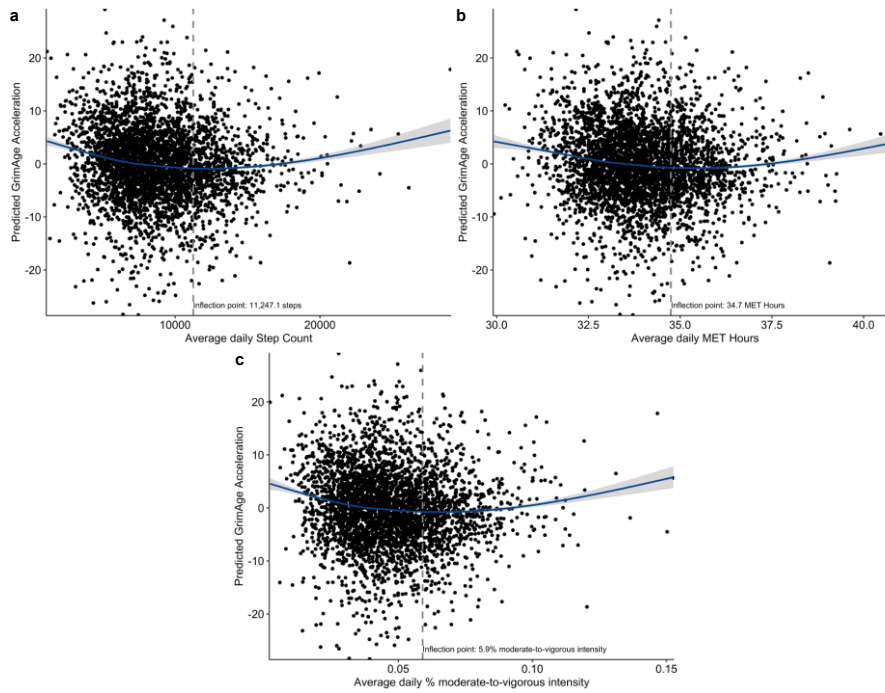 a
Predicted GrimAge Acceleration
20
10
0
-10
-20
Inflection point: 11,247.1 steps
10000
20000
Average daily Step Count
b
Predicted GrimAge Acceleration
20
10
0
-10
-20
Inflection point: 34.7 MET Hours
30.0
32.5
35.0
37.5
40.0
Average daily MET Hours
c
Predicted GrimAge Acceleration
20
10
0
-10
-20
Inflection point: 5.9% moderate-to-vigorous intensity
0.05
0.10
0.15
Average daily % moderate-to-vigorous intensity